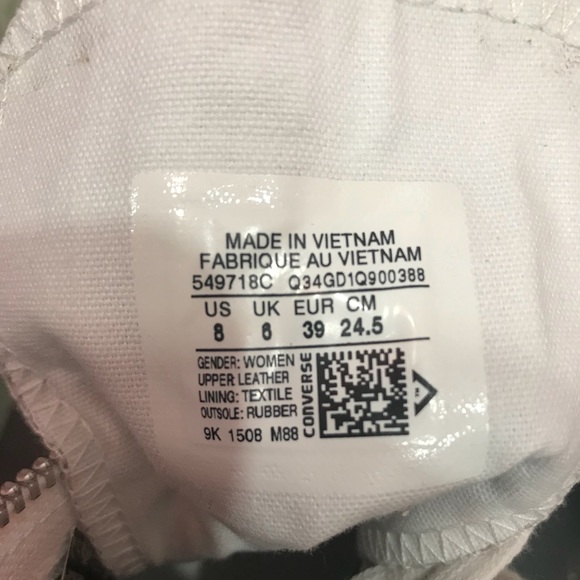 MADE IN VIETNAM
FABRIQUE AU VIETNAM
549718C Q34GD1Q900388
US UK EUR CM
8 6 39 24.5
GENDER: WOMEN
UPPER: LEATHER
LINING: TEXTILE
OUTSOLE: RUBBER
9K 1508 M88
CONVERSE
TM